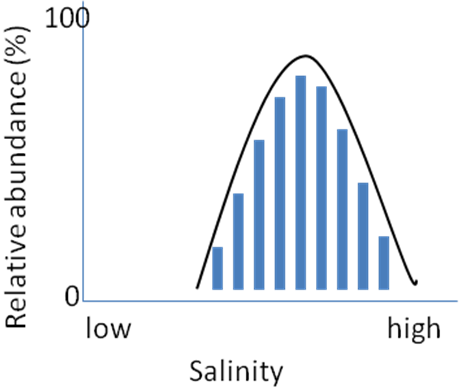 100
Relative abundance (%)
0
low
high
Salinity